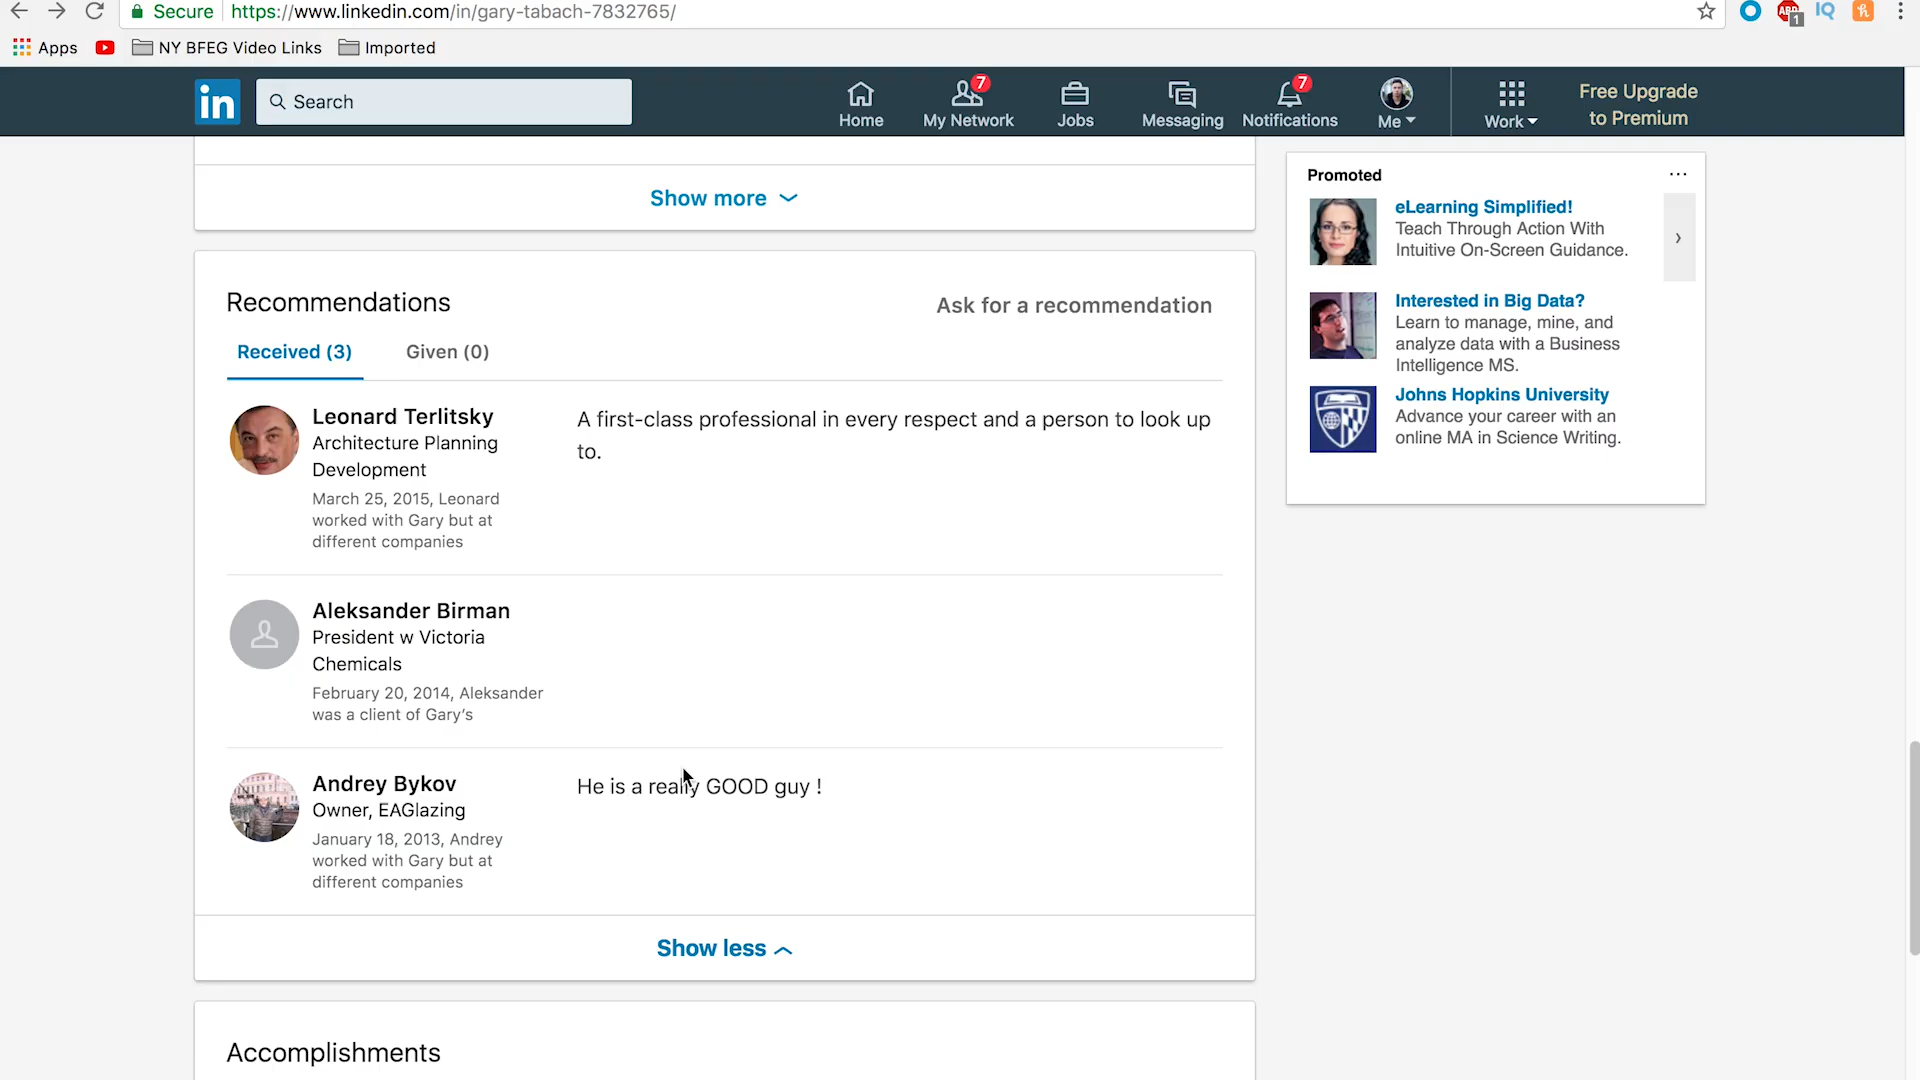 Secure https://www.linkedin.com/in/gary-tabach-7832765/
1
IQ
h
Apps NY BFEG Video Links Imported
in
Search
7
7
Home My Network Jobs Messaging Notifications Me Work
Free Upgrade
to Premium
Show more
Recommendations
Ask for a recommendation
Received (3) Given (0)
Leonard Terlitsky
Architecture Planning
Development
March 25, 2015, Leonard
worked with Gary but at
different companies
A first-class professional in every respect and a person to look up
to.
Aleksander Birman
President w Victoria
Chemicals
February 20, 2014, Aleksander
was a client of Gary’s
Andrey Bykov
Owner, EAGlazing
January 18, 2013, Andrey
worked with Gary but at
different companies
He is a really GOOD guy !
Show less
Accomplishments
Promoted
eLearning Simplified!
Teach Through Action With
Intuitive On-Screen Guidance.
Interested in Big Data?
Learn to manage, mine, and
analyze data with a Business
Intelligence MS.
Johns Hopkins University
Advance your career with an
online MA in Science Writing.